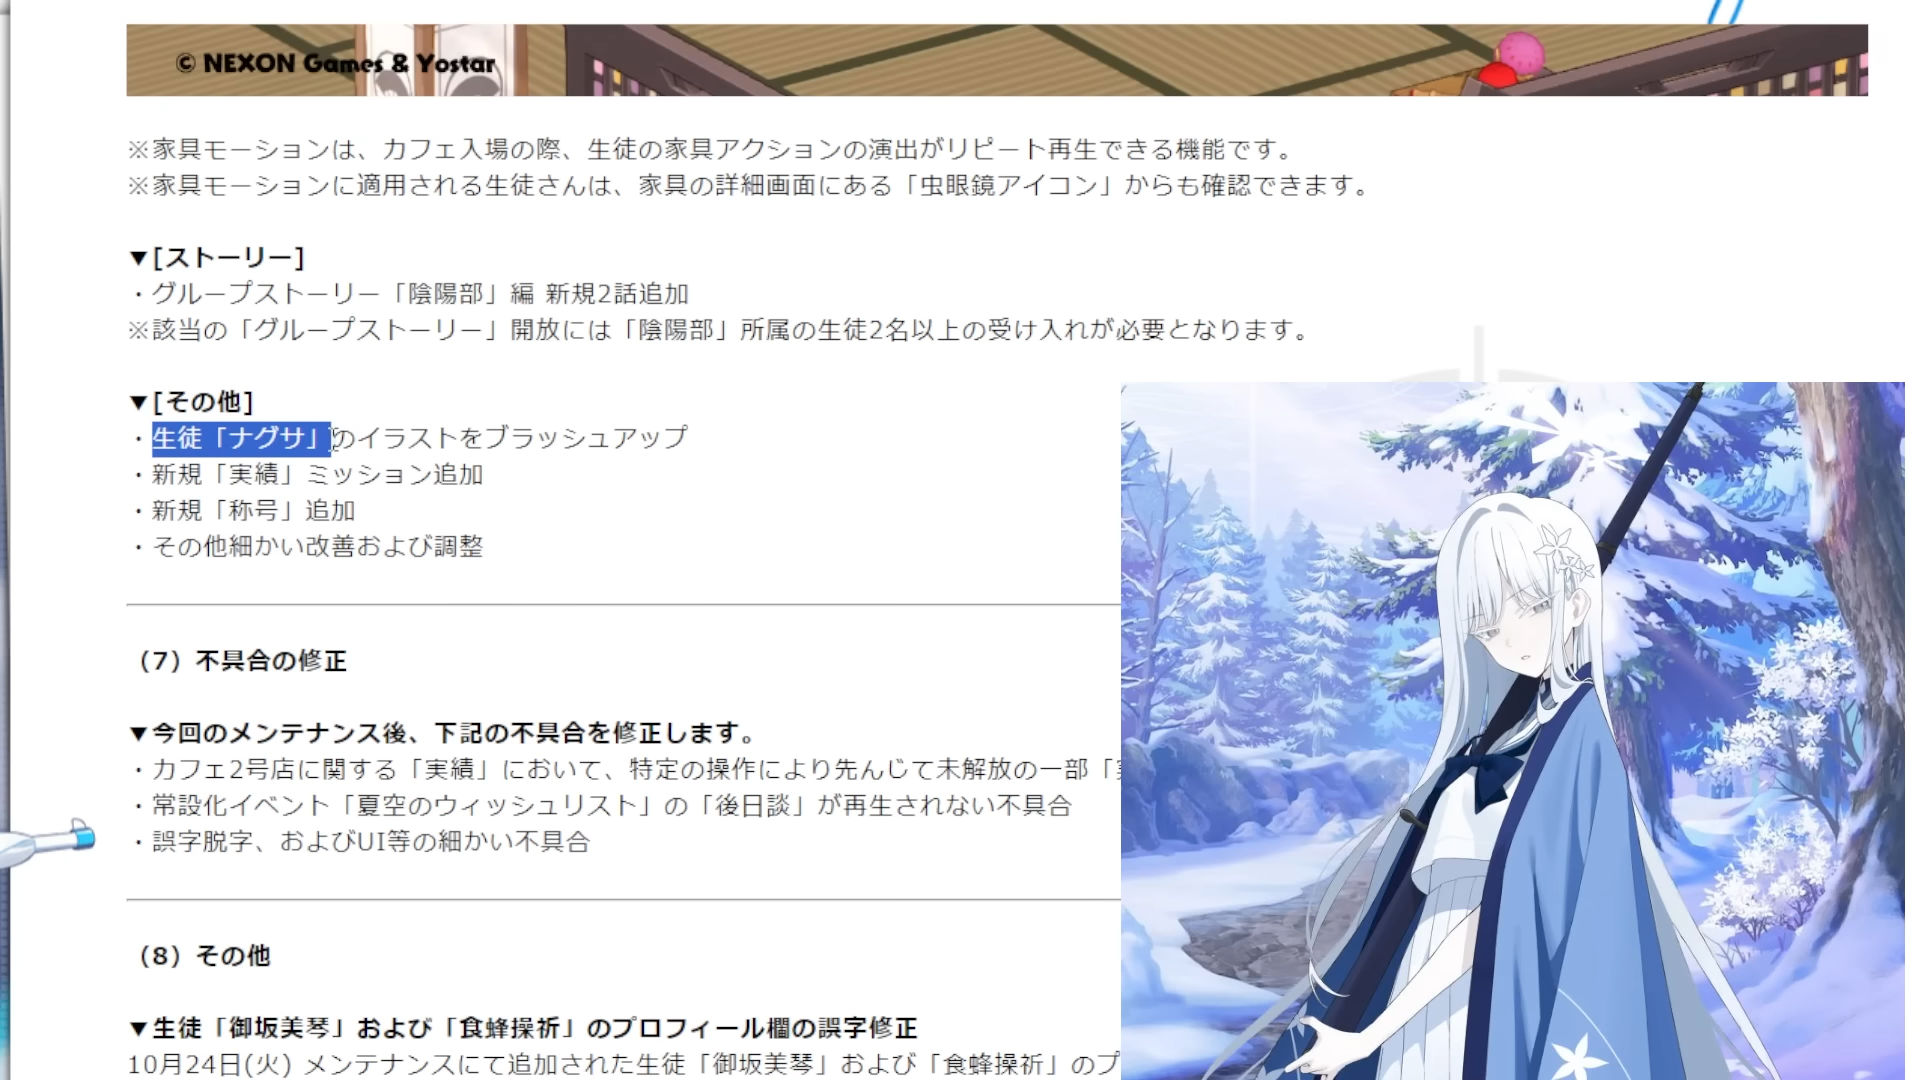 © NEXON Games & Yostar
※家具モーションは、カフェ入場の際、生徒の家具アクションの演出がリピート再生できる機能です。
※家具モーションに適用される生徒さんは、家具の詳細画面にある「虫眼鏡アイコン」からも確認できます。
▼[ストーリー]
・グループストーリー「陰陽部」編 新規2話追加
※該当の「グループストーリー」開放には「陰陽部」所属の生徒2名以上の受け入れが必要となります。
▼[その他]
・生徒「ナグサ」のイラストをブラッシュアップ
・新規「実績」ミッション追加
・新規「称号」追加
・その他細かい改善および調整
（7）不具合の修正
▼今回のメンテナンス後、下記の不具合を修正します。
・カフェ2号店に関する「実績」において、特定の操作により先んじて未解放の一部「
・常設化イベント「夏空のウィッシュリスト」の「後日談」が再生されない不具合
・誤字脱字、およびUI等の細かい不具合
（8）その他
▼生徒「御坂美琴」および「食蜂操祈」のプロフィール欄の誤字修正
10月24日(火) メンテナンスにて追加された生徒「御坂美琴」および「食蜂操祈」のプ